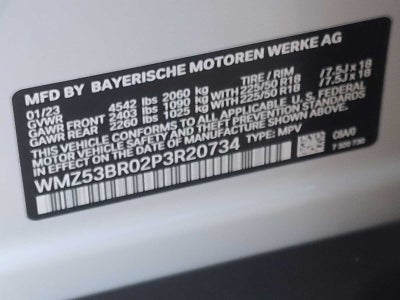 MFD BY BAYERISCHE MOTOREN WERKE AG
01/23 TIRE / RIM
GVWR 4542 lbs 2060 kg
GAWR FRONT 2403 lbs 1090 kg WITH 225/50 R18 /7.5J x 18
GAWR REAR 2260 lbs 1025 kg WITH 225/50 R18 /7.5J x 18
THIS VEHICLE CONFORMS TO ALL APPLICABLE U.S. FEDERAL
MOTOR VEHICLE SAFETY, BUMPER, AND THEFT PREVENTION
STANDARDS IN EFFECT ON THE DATE OF MANUFACTURE SHOWN ABOVE.
WMZ53BR02P3R20734 TYPE: MPV